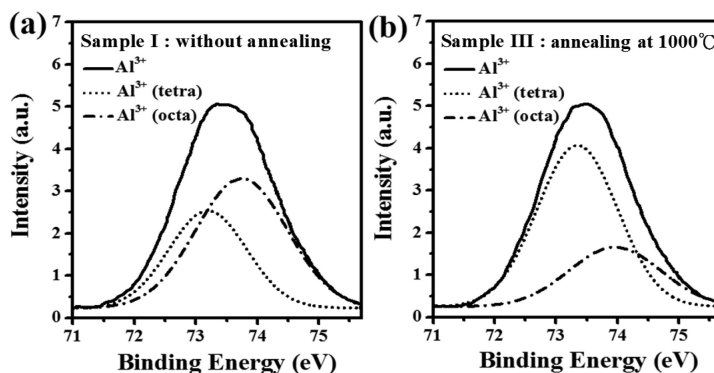 (a)
Sample I : without annealing
Al³⁺
Al³⁺ (tetra)
Al³⁺ (octa)
Intensity (a.u.)
7
6
5
4
3
2
1
0
71 72 73 74 75
Binding Energy (eV)
(b)
Sample III : annealing at 1000℃
Al³⁺
Al³⁺ (tetra)
Al³⁺ (octa)
Intensity (a.u.)
7
6
5
4
3
2
1
0
71 72 73 74 75
Binding Energy (eV)